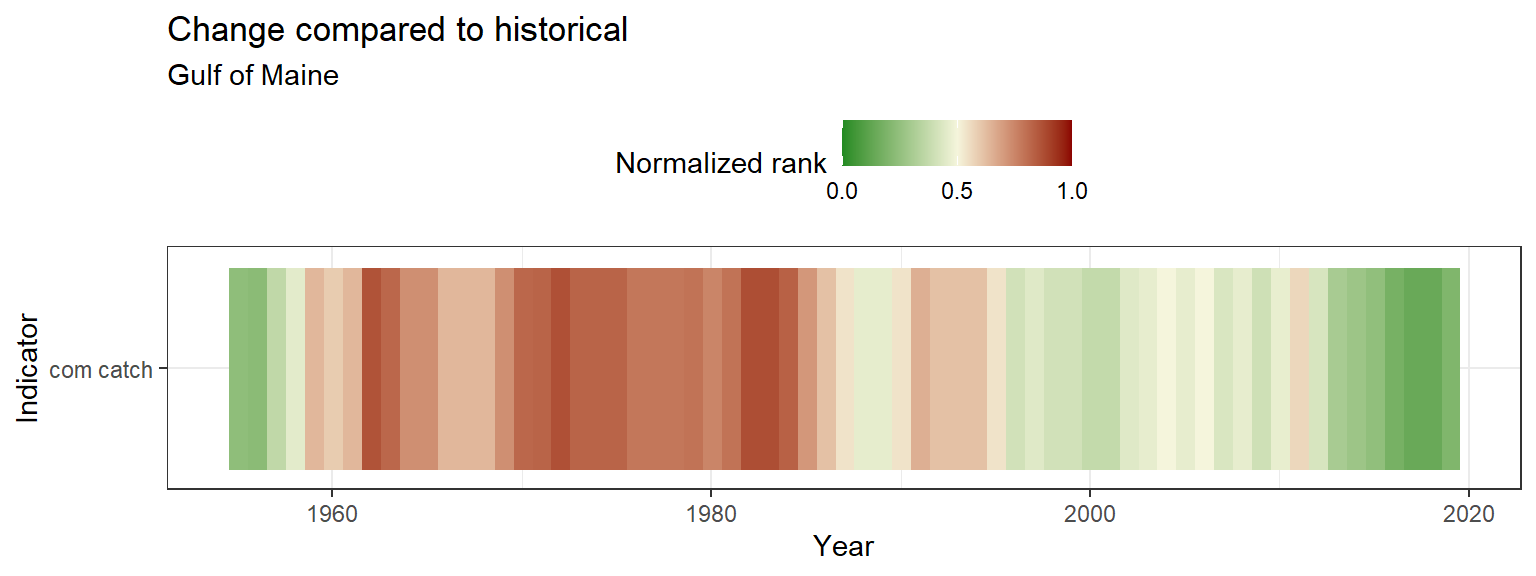 Change compared to historical
Gulf of Maine
Normalized rank
0.0 0.5 1.0
Indicator
com catch
1960 1980 2000 2020
Year